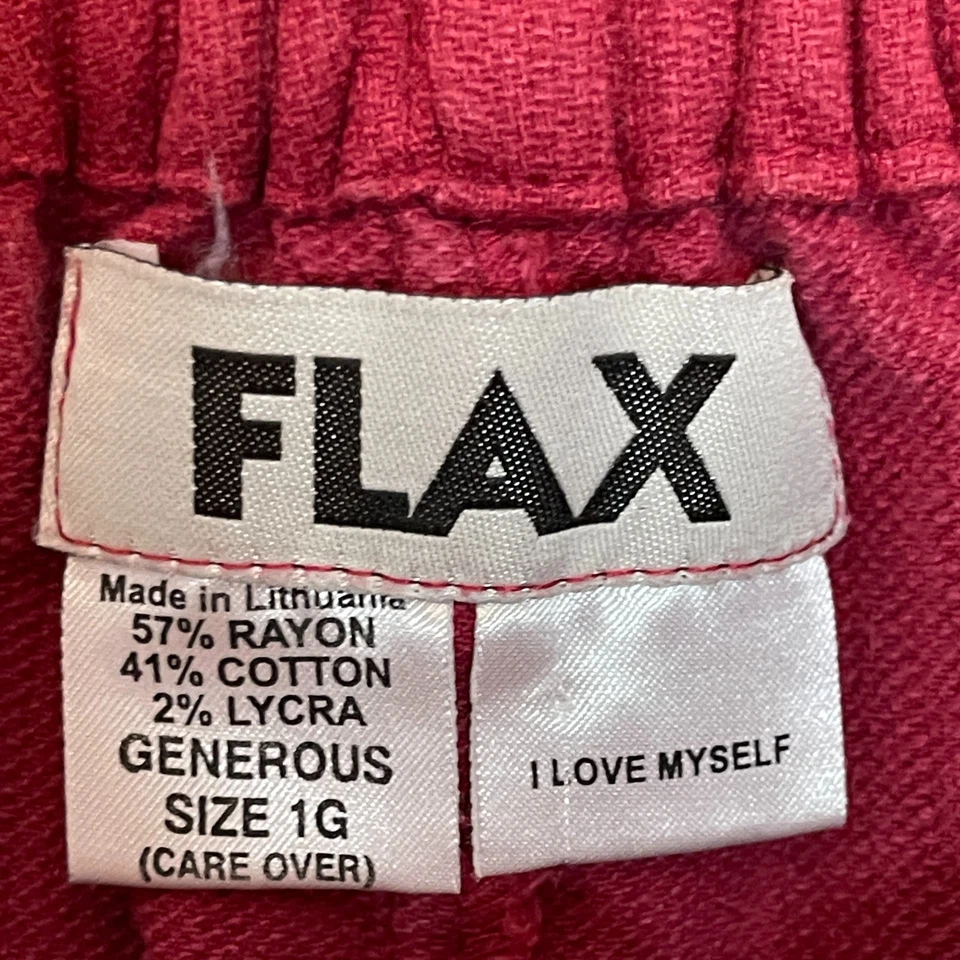 FLAX
Made in Lithuania
57% RAYON
41% COTTON
2% LYCRA
GENEROUS
SIZE 1G
(CARE OVER)
I LOVE MYSELF